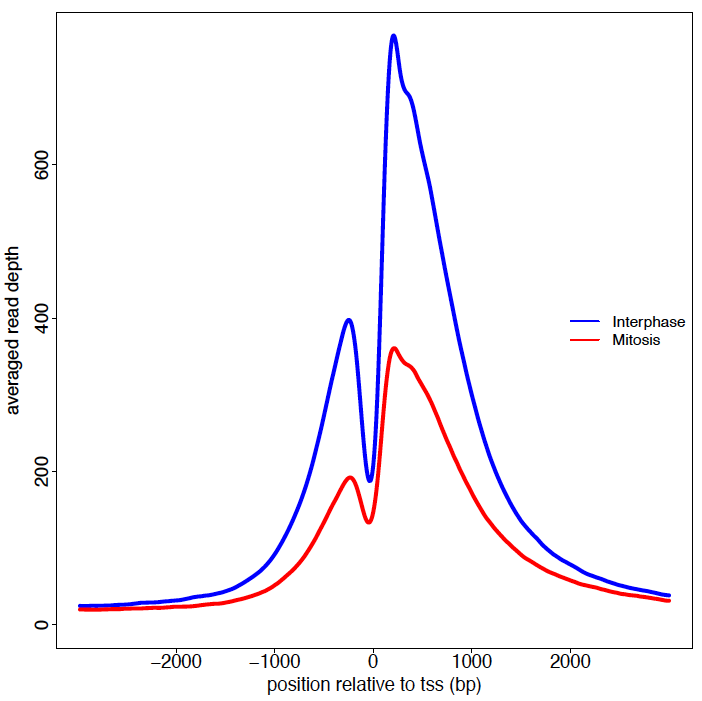 averaged read depth
600
400
200
0
Interphase
Mitosis
−2000 −1000 0 1000 2000
position relative to tss (bp)